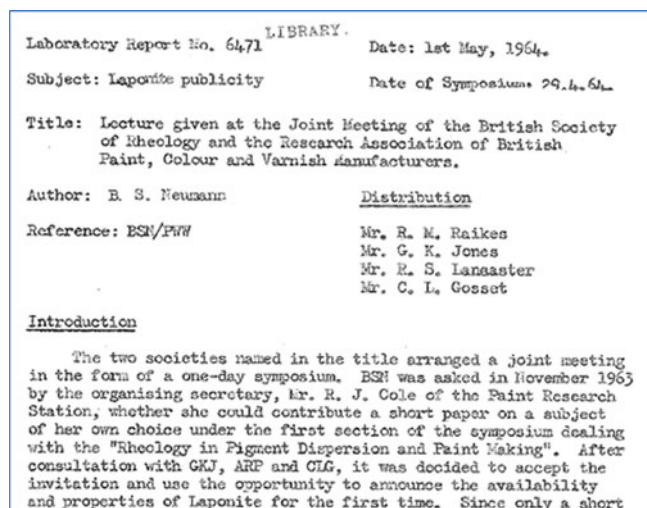 LIBRARY.
Laboratory Report No. 6471 Date: 1st May, 1964.
Subject: Laponite publicity Date of Symposium. 29.4.64.
Title: Lecture given at the Joint Meeting of the British Society
of Rheology and the Research Association of British
Paint, Colour and Varnish Manufacturers.
Author: B. S. Neumann Distribution
Reference: BSN/PWW Mr. R. M. Raikes
Mr. G. K. Jones
Mr. R. S. Lancaster
Mr. C. L. Gosset
Introduction
The two societies named in the title arranged a joint meeting
in the form of a one-day symposium. BSN was asked in November 1963
by the organising secretary, Mr. R. J. Cole of the Paint Research
Station, whether she could contribute a short paper on a subject
of her own choice under the first section of the symposium dealing
with the "Rheology in Pigment Dispersion and Paint Making". After
consultation with GKJ, ARP and CLG, it was decided to accept the
invitation and use the opportunity to announce the availability
and properties of Laponite for the first time. Since only a short